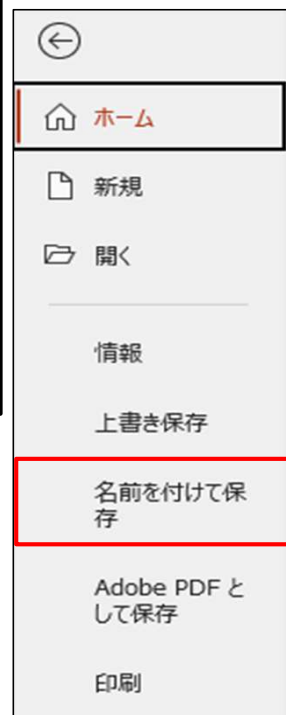 ホーム
新規
開く
情報
上書き保存
名前を付けて保
存
Adobe PDF と
して保存
印刷